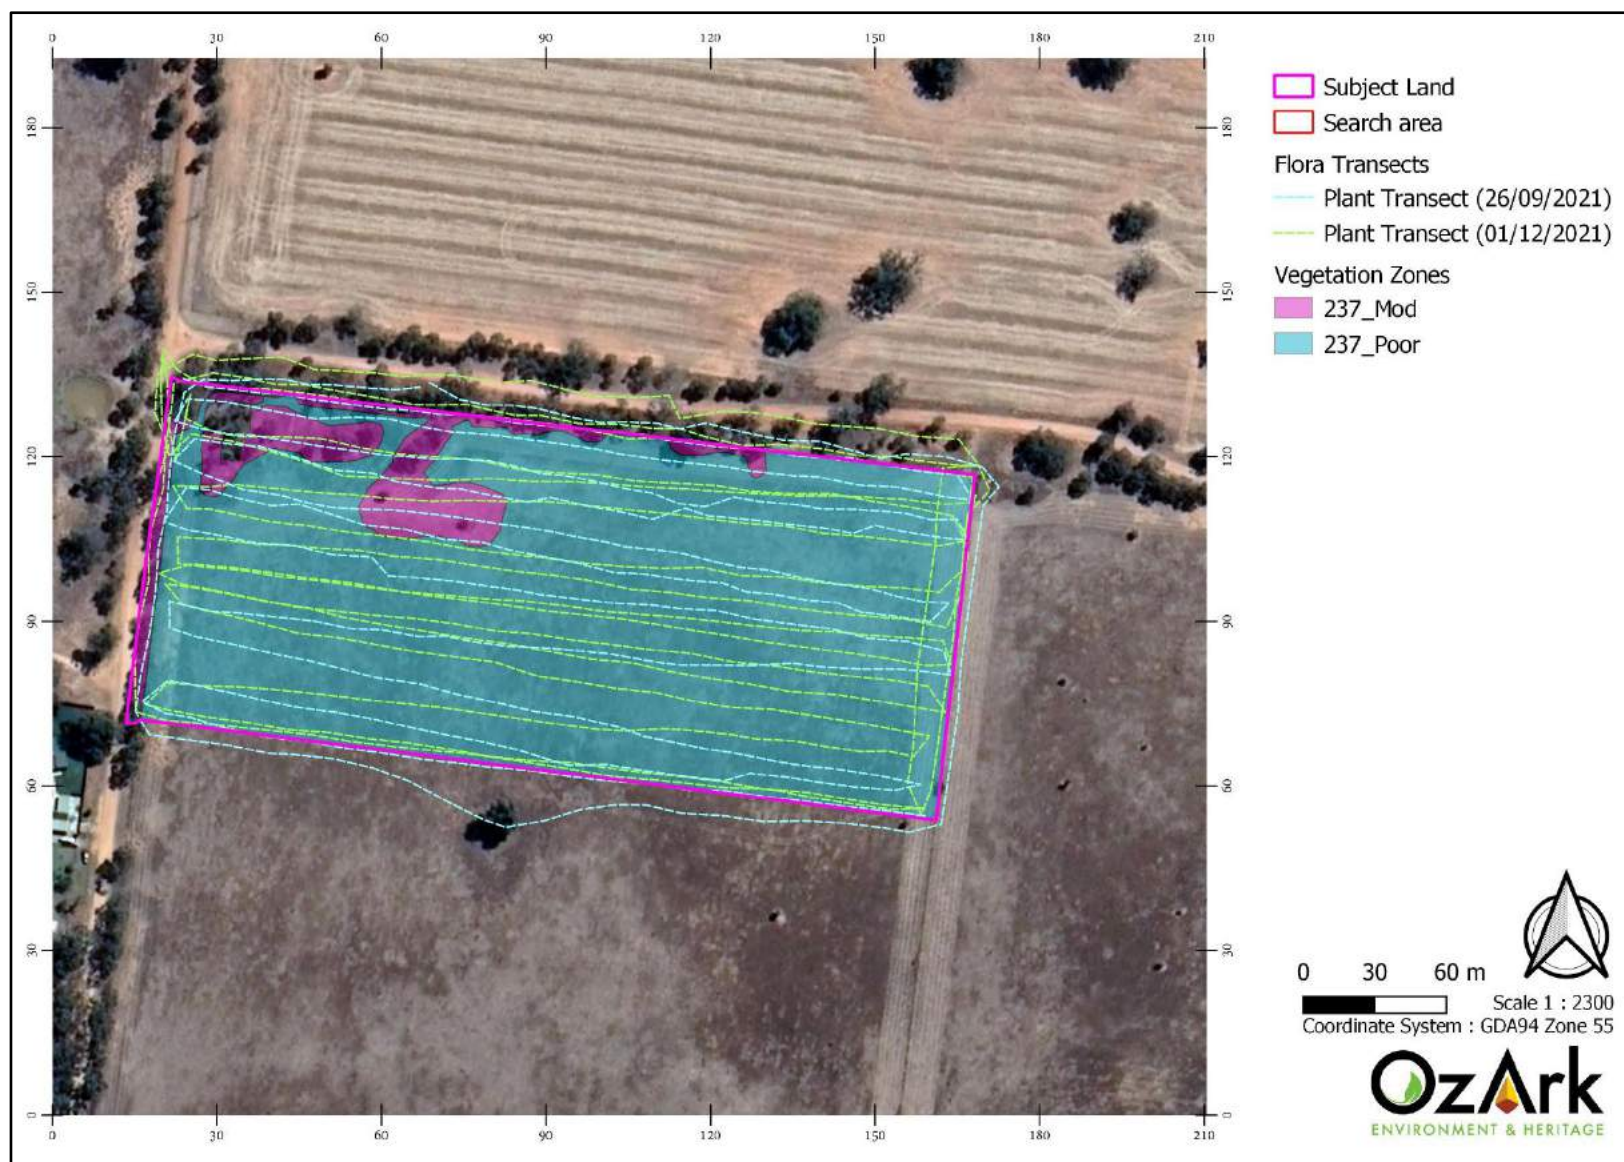 0 30 60 90 120 150 180 210
180 180
150 150
120 120
90 90
60 60
30 30
0 0
0 30 60 90 120 150 180 210
Subject Land
Search area
Flora Transects
Plant Transect (26/09/2021)
Plant Transect (01/12/2021)
Vegetation Zones
237_Mod
237_Poor
0 30 60 m
Scale 1 : 2300
Coordinate System : GDA94 Zone 55
OzArk
ENVIRONMENT & HERITAGE